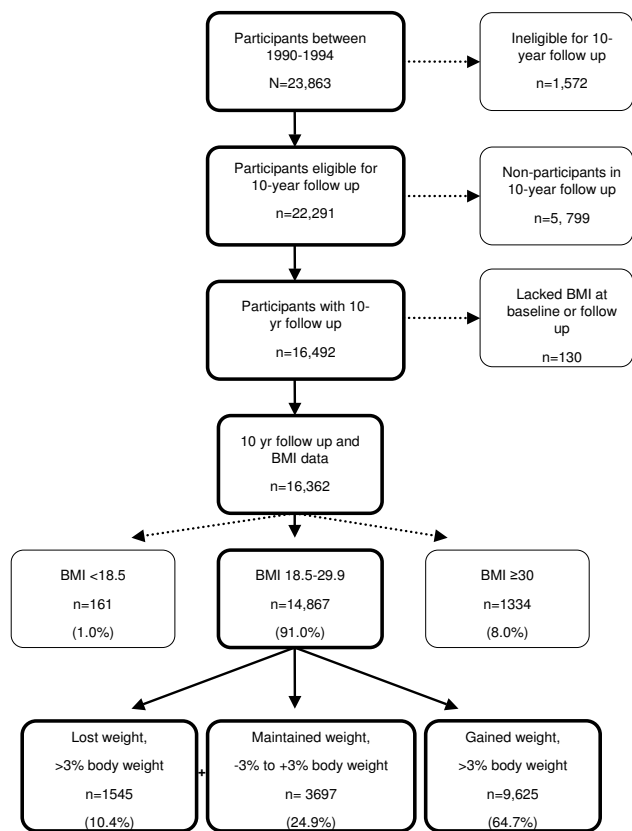 Participants between
1990-1994
N=23,863
Ineligible for 10-
year follow up
n=1,572
Participants eligible for
10-year follow up
n=22,291
Non-participants in
10-year follow up
n=5, 799
Participants with 10-
yr follow up
n=16,492
Lacked BMI at
baseline or follow
up
n=130
10 yr follow up and
BMI data
n=16,362
BMI <18.5
n=161
(1.0%)
BMI 18.5-29.9
n=14,867
(91.0%)
BMI ≥30
n=1334
(8.0%)
Lost weight,
>3% body weight
n=1545
(10.4%)
+
Maintained weight,
-3% to +3% body weight
n= 3697
(24.9%)
Gained weight,
>3% body weight
n=9,625
(64.7%)